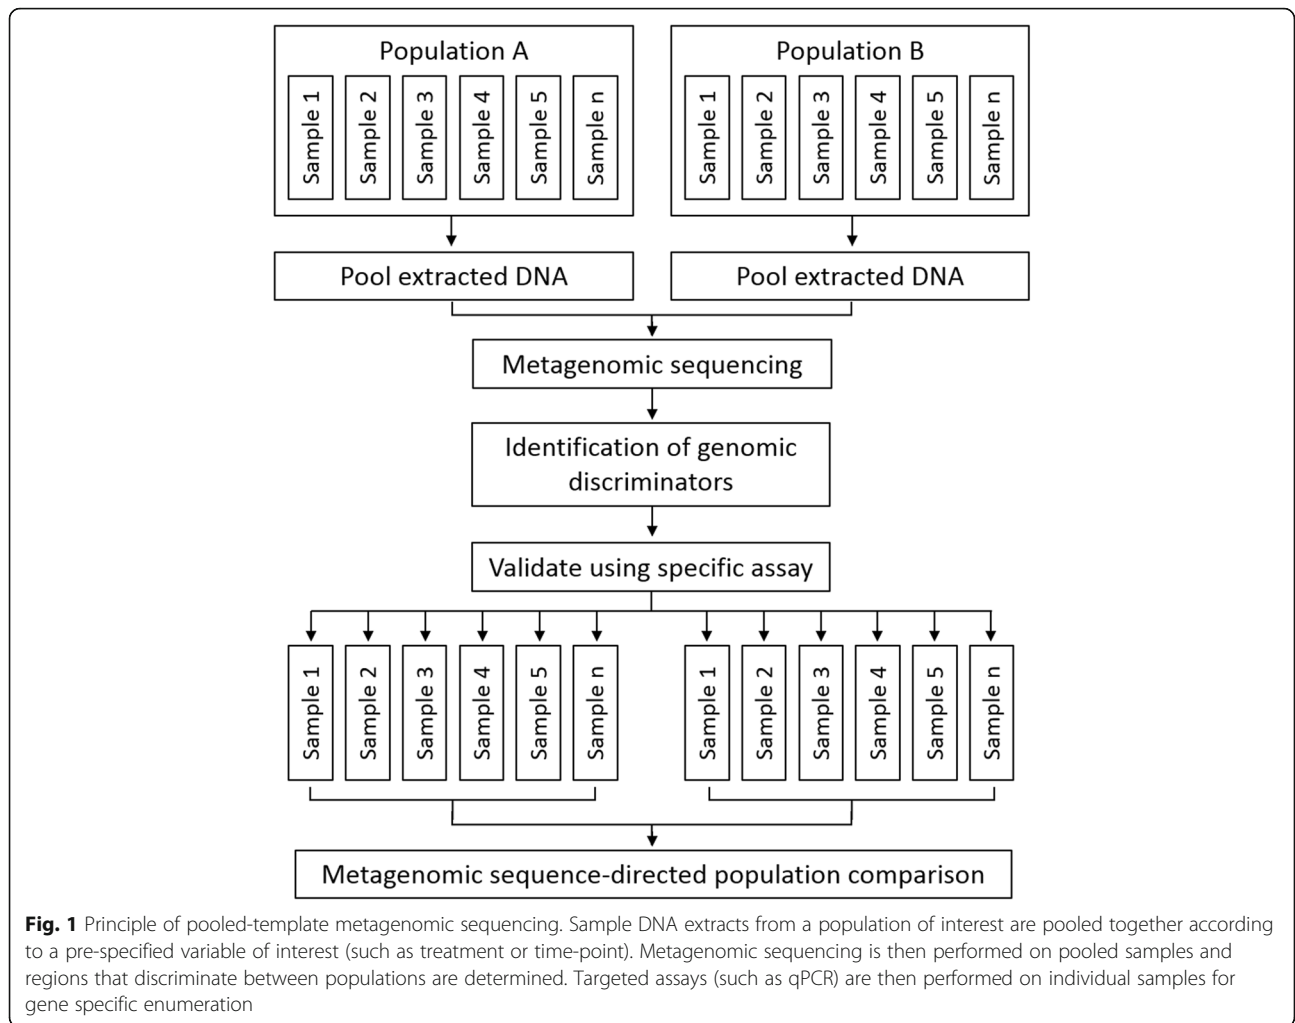 Population A
Sample 1
Sample 2
Sample 3
Sample 4
Sample 5
Sample n
Population B
Sample 1
Sample 2
Sample 3
Sample 4
Sample 5
Sample n
Pool extracted DNA
Pool extracted DNA
Metagenomic sequencing
Identification of genomic
discriminators
Validate using specific assay
Sample 1
Sample 2
Sample 3
Sample 4
Sample 5
Sample n
Sample 1
Sample 2
Sample 3
Sample 4
Sample 5
Sample n
Metagenomic sequence-directed population comparison
Fig. 1 Principle of pooled-template metagenomic sequencing. Sample DNA extracts from a population of interest are pooled together according
to a pre-specified variable of interest (such as treatment or time-point). Metagenomic sequencing is then performed on pooled samples and
regions that discriminate between populations are determined. Targeted assays (such as qPCR) are then performed on individual samples for
gene specific enumeration